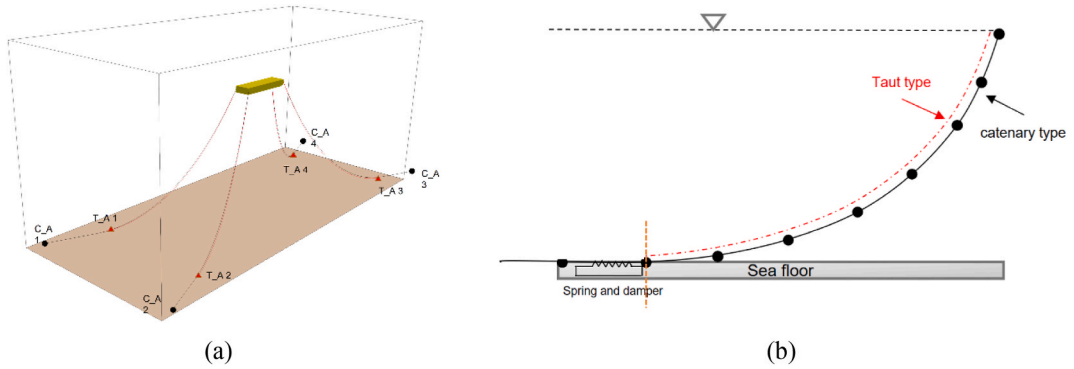 C_A
4
T_A 4
C_A
3
T_A 3
T_A 1
C_A
1
T_A 2
C_A
2
(a)
Taut type
catenary type
Sea floor
Spring and damper
(b)